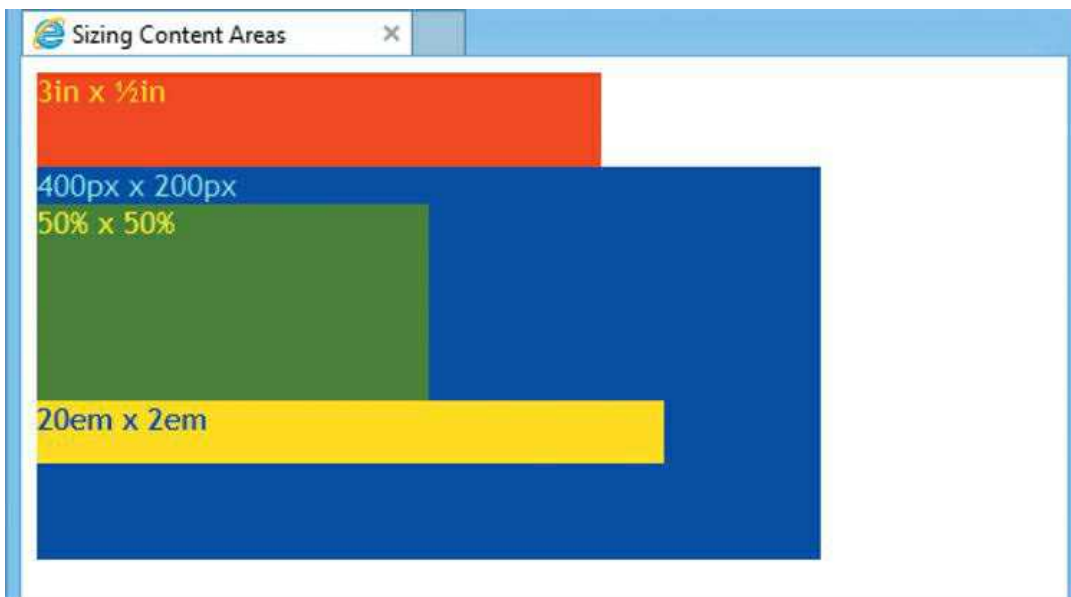 Sizing Content Areas
3in x ½in
400px x 200px
50% x 50%
20em x 2em